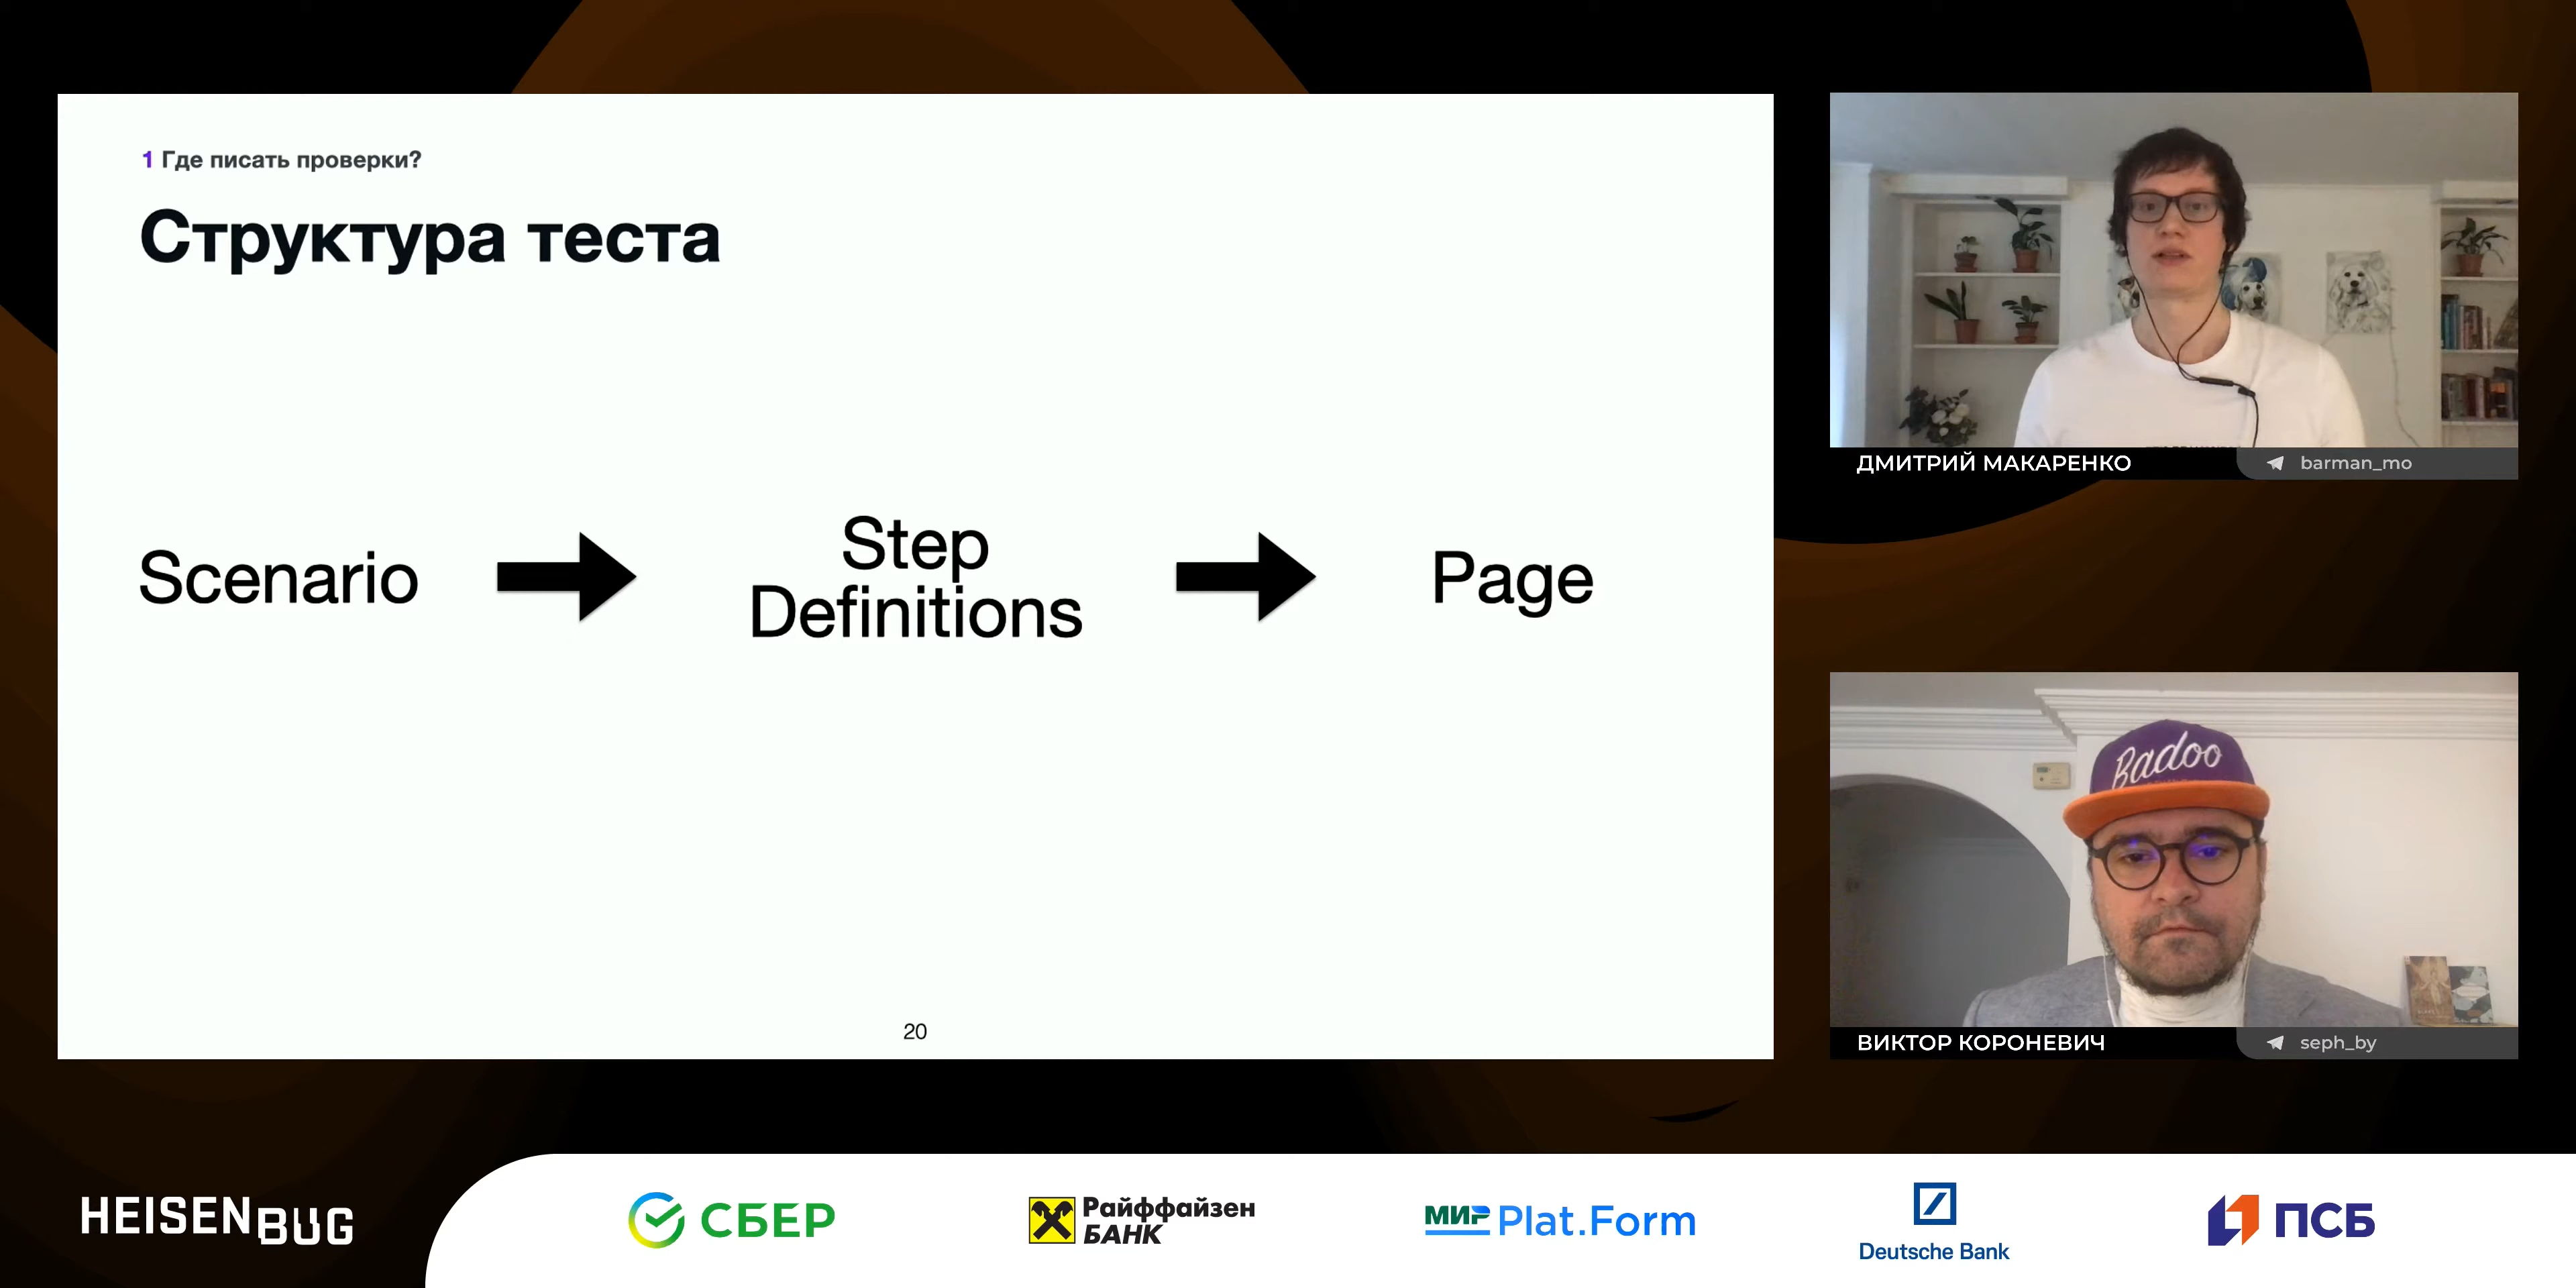 1 Где писать проверки?
Структура теста
Scenario
Step
Definitions
Page
20
ДМИТРИЙ МАКАРЕНКО
barman_mo
Badoo
ВИКТОР КОРОНЕВИЧ
seph_by
HEISENBUG
СБЕР
Райффайзен
БАНК
МИР Plat.Form
Deutsche Bank
ПСБ